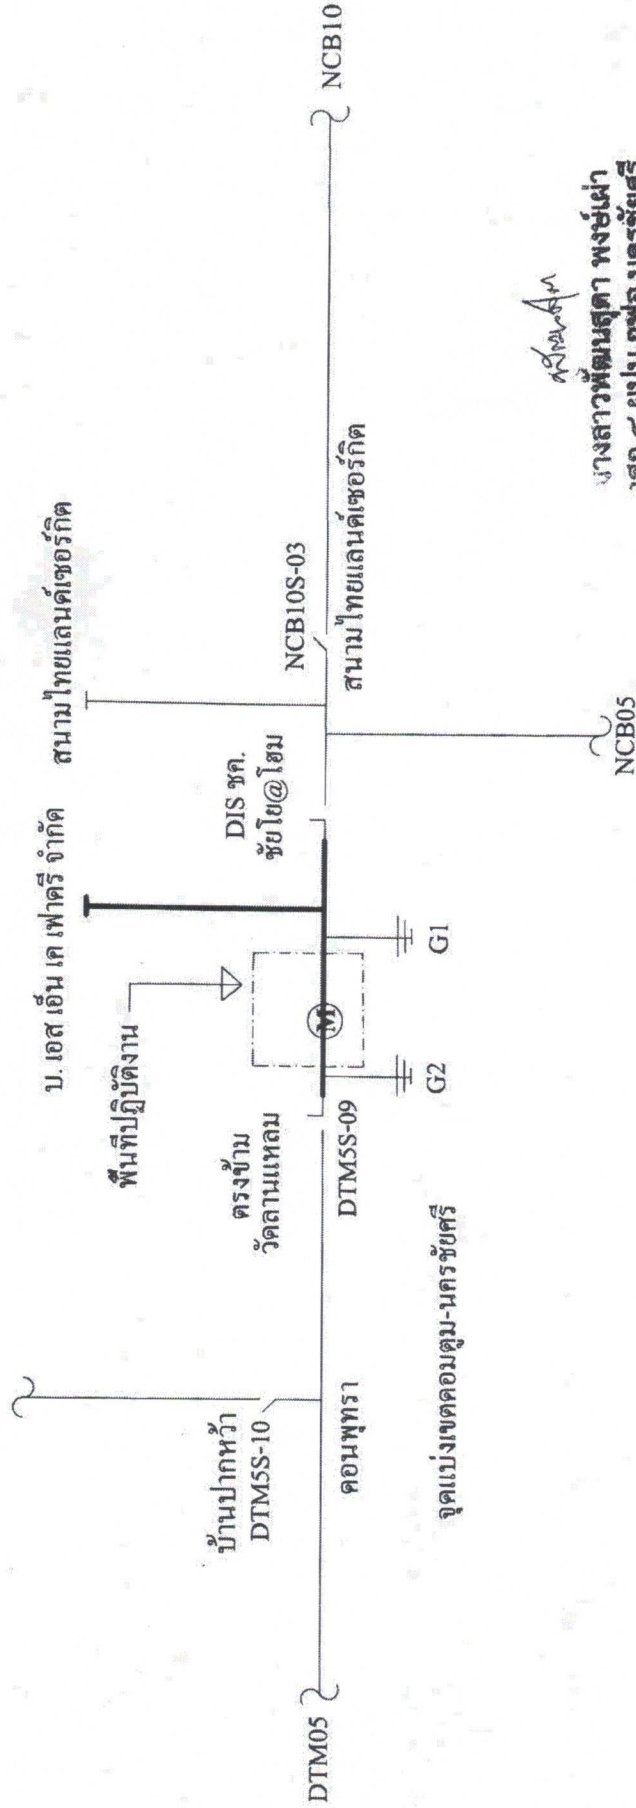 บ. เอส เอ็น เค เฟาดรี จำกัด
สนามไทยแลนด์เซอร์กิต
พื้นที่ปฏิบัติงาน
บ้านปากหว้า
DTM5S-10
ตรงข้าม
วัดลานแหลม
DIS ชค.
ชัยโย@โฮม
NCB10S-03
DTM05
M
NCB10
ดอนพุทรา
DTM5S-09
สนามไทยแลนด์เซอร์กิต
G2
G1
จุดแบ่งเขตดอนตูม-นครชัยศรี
NCB05
นางสาวพัฒนสุดา พงษ์เผ่า